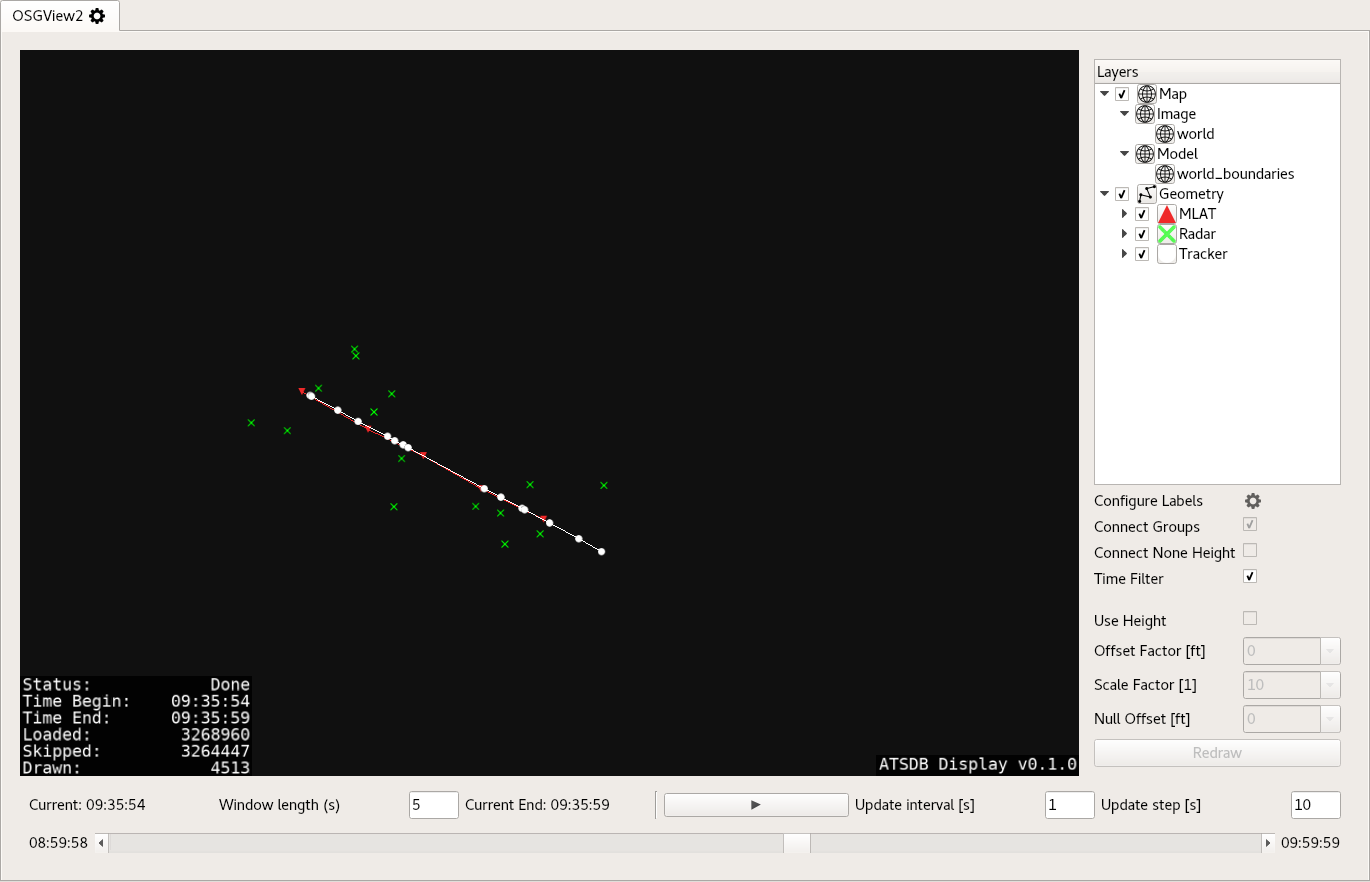 OSGView2
Layers
Map
Image
world
Model
world_boundaries
Geometry
MLAT
Radar
Tracker
Configure Labels
Connect Groups
Connect None Height
Time Filter
Use Height
Offset Factor [ft] 0
Scale Factor [1] 10
Null Offset [ft] 0
Redraw
Status: Done
Time Begin: 09:35:54
Time End: 09:35:59
Loaded: 3268960
Skipped: 3264447
Drawn: 4513
ATSDB Display v0.1.0
Current: 09:35:54 Window length (s) 5 Current End: 09:35:59 Update interval [s] 1 Update step [s] 10
08:59:58 09:59:59